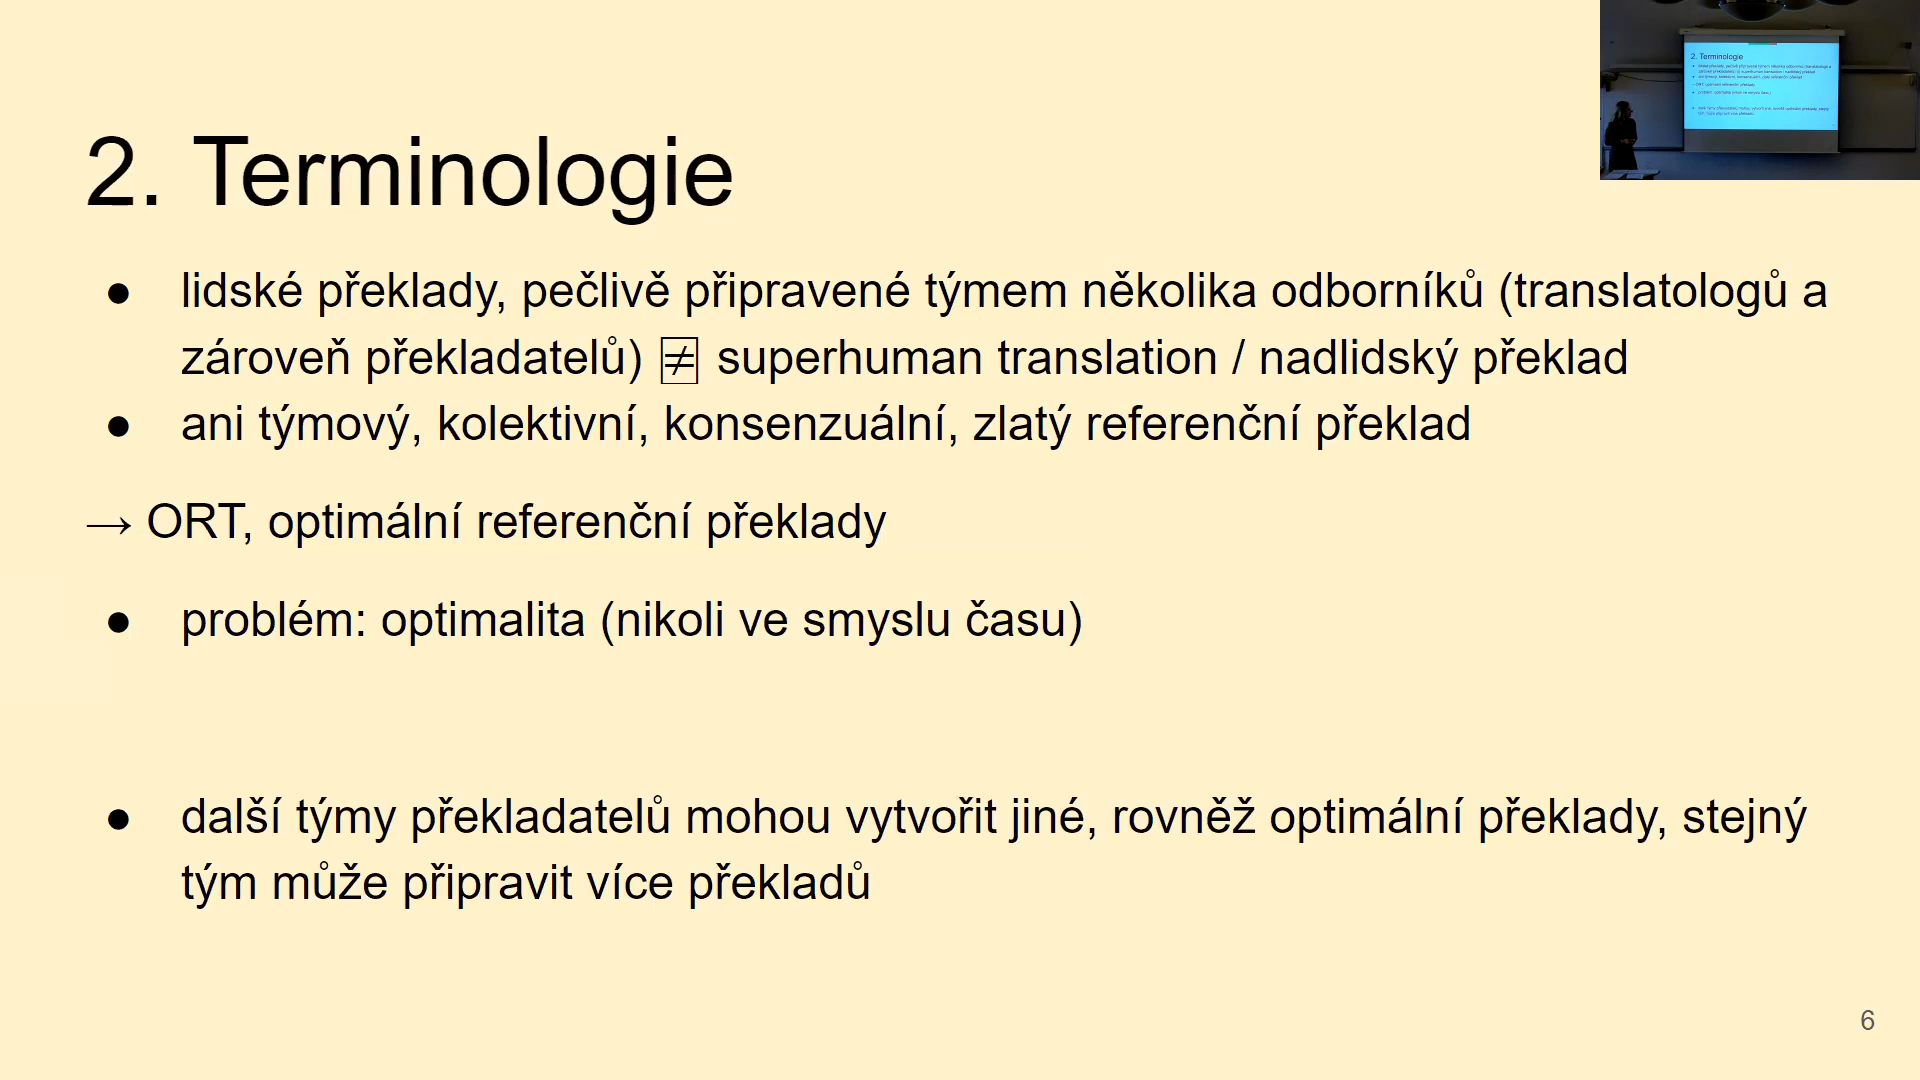 2. Terminologie
● lidské překlady, pečlivě připravené týmem několika odborníků (translatologů a
zároveň překladatelů) ≠ superhuman translation / nadlidský překlad
● ani týmový, kolektivní, konsenzuální, zlatý referenční překlad
→ ORT, optimální referenční překlady
● problém: optimalita (nikoli ve smyslu času)
● další týmy překladatelů mohou vytvořit jiné, rovněž optimální překlady, stejný
tým může připravit více překladů
6
2. Terminologie